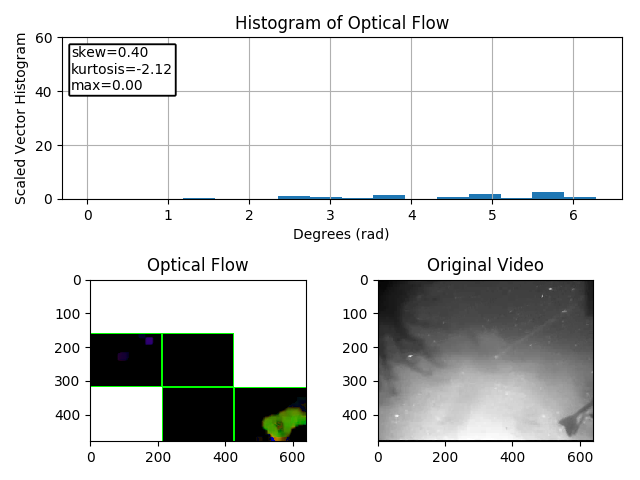 Histogram of Optical Flow
Scaled Vector Histogram
60
40
20
0
skew=0.40
kurtosis=-2.12
max=0.00
0 1 2 3 4 5 6
Degrees (rad)
Optical Flow
0
100
200
300
400
0 200 400 600
Original Video
0
100
200
300
400
0 200 400 600